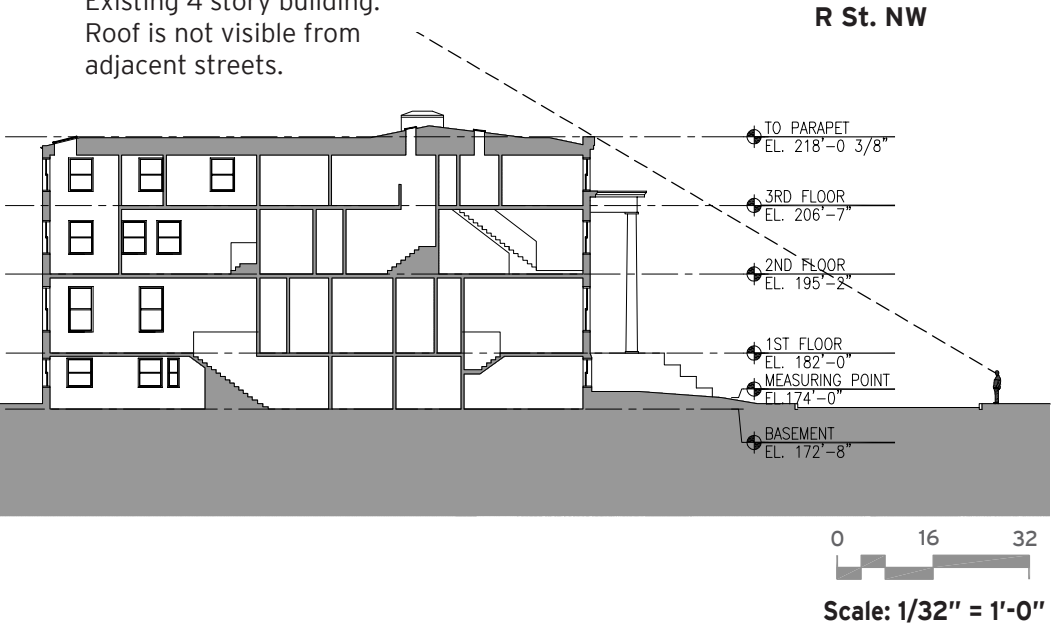 Existing 4 story building.
Roof is not visible from
adjacent streets.
R St. NW
TO PARAPET
EL. 218'-0 3/8"
3RD FLOOR
EL. 206'-7"
2ND FLOOR
EL. 195'-2"
1ST FLOOR
EL. 182'-0"
MEASURING POINT
EL.174'-0"
BASEMENT
EL. 172'-8"
0 16 32
Scale: 1/32" = 1'-0"